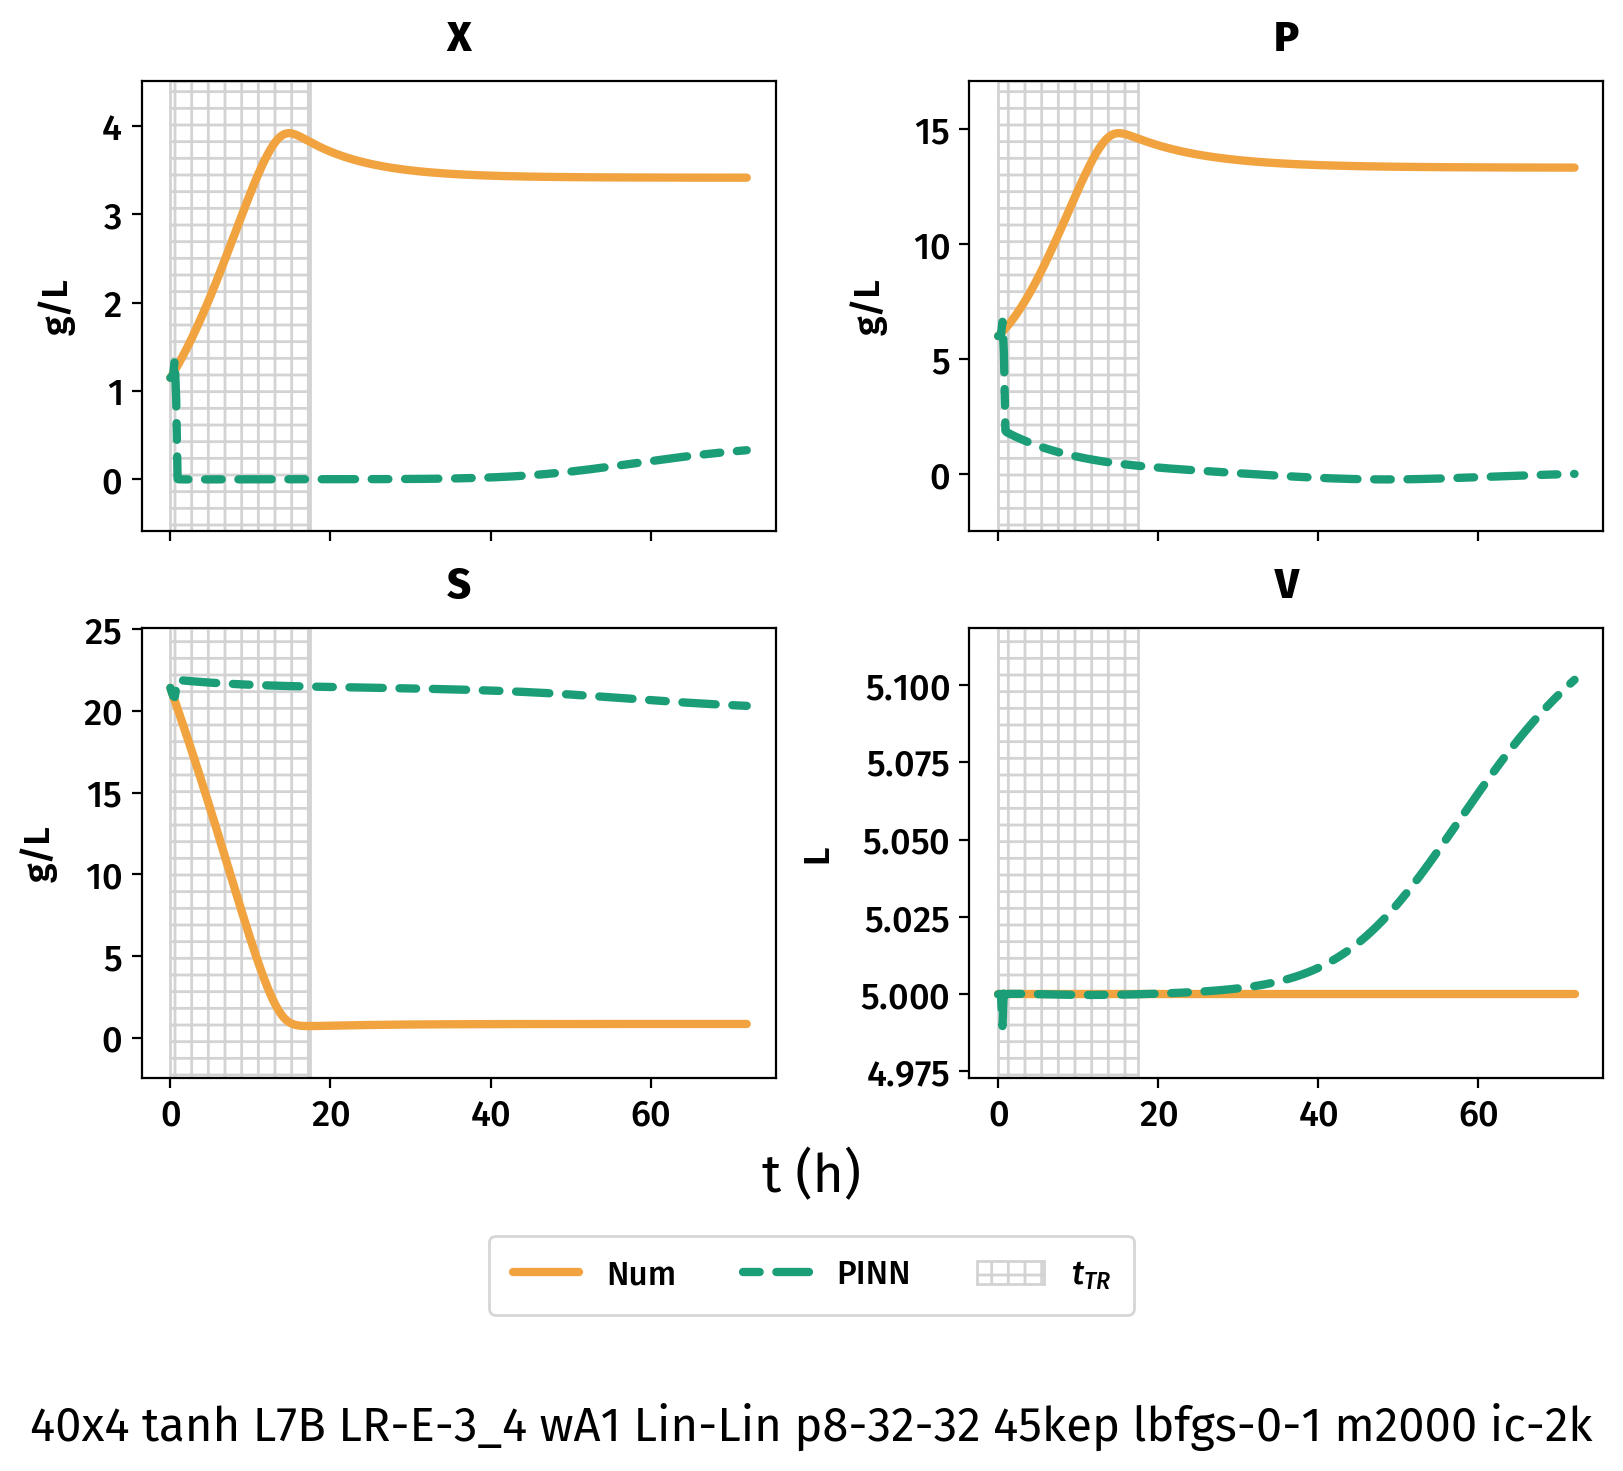 X
P
4
3
2
1
0
g/L
15
10
5
0
g/L
S
V
25
20
15
10
5
0
g/L
5.100
5.075
5.050
5.025
5.000
4.975
L
0 20 40 60
0 20 40 60
t (h)
Num PINN t_TR
40x4 tanh L7B LR-E-3_4 wA1 Lin-Lin p8-32-32 45kep lbfgs-0-1 m2000 ic-2k